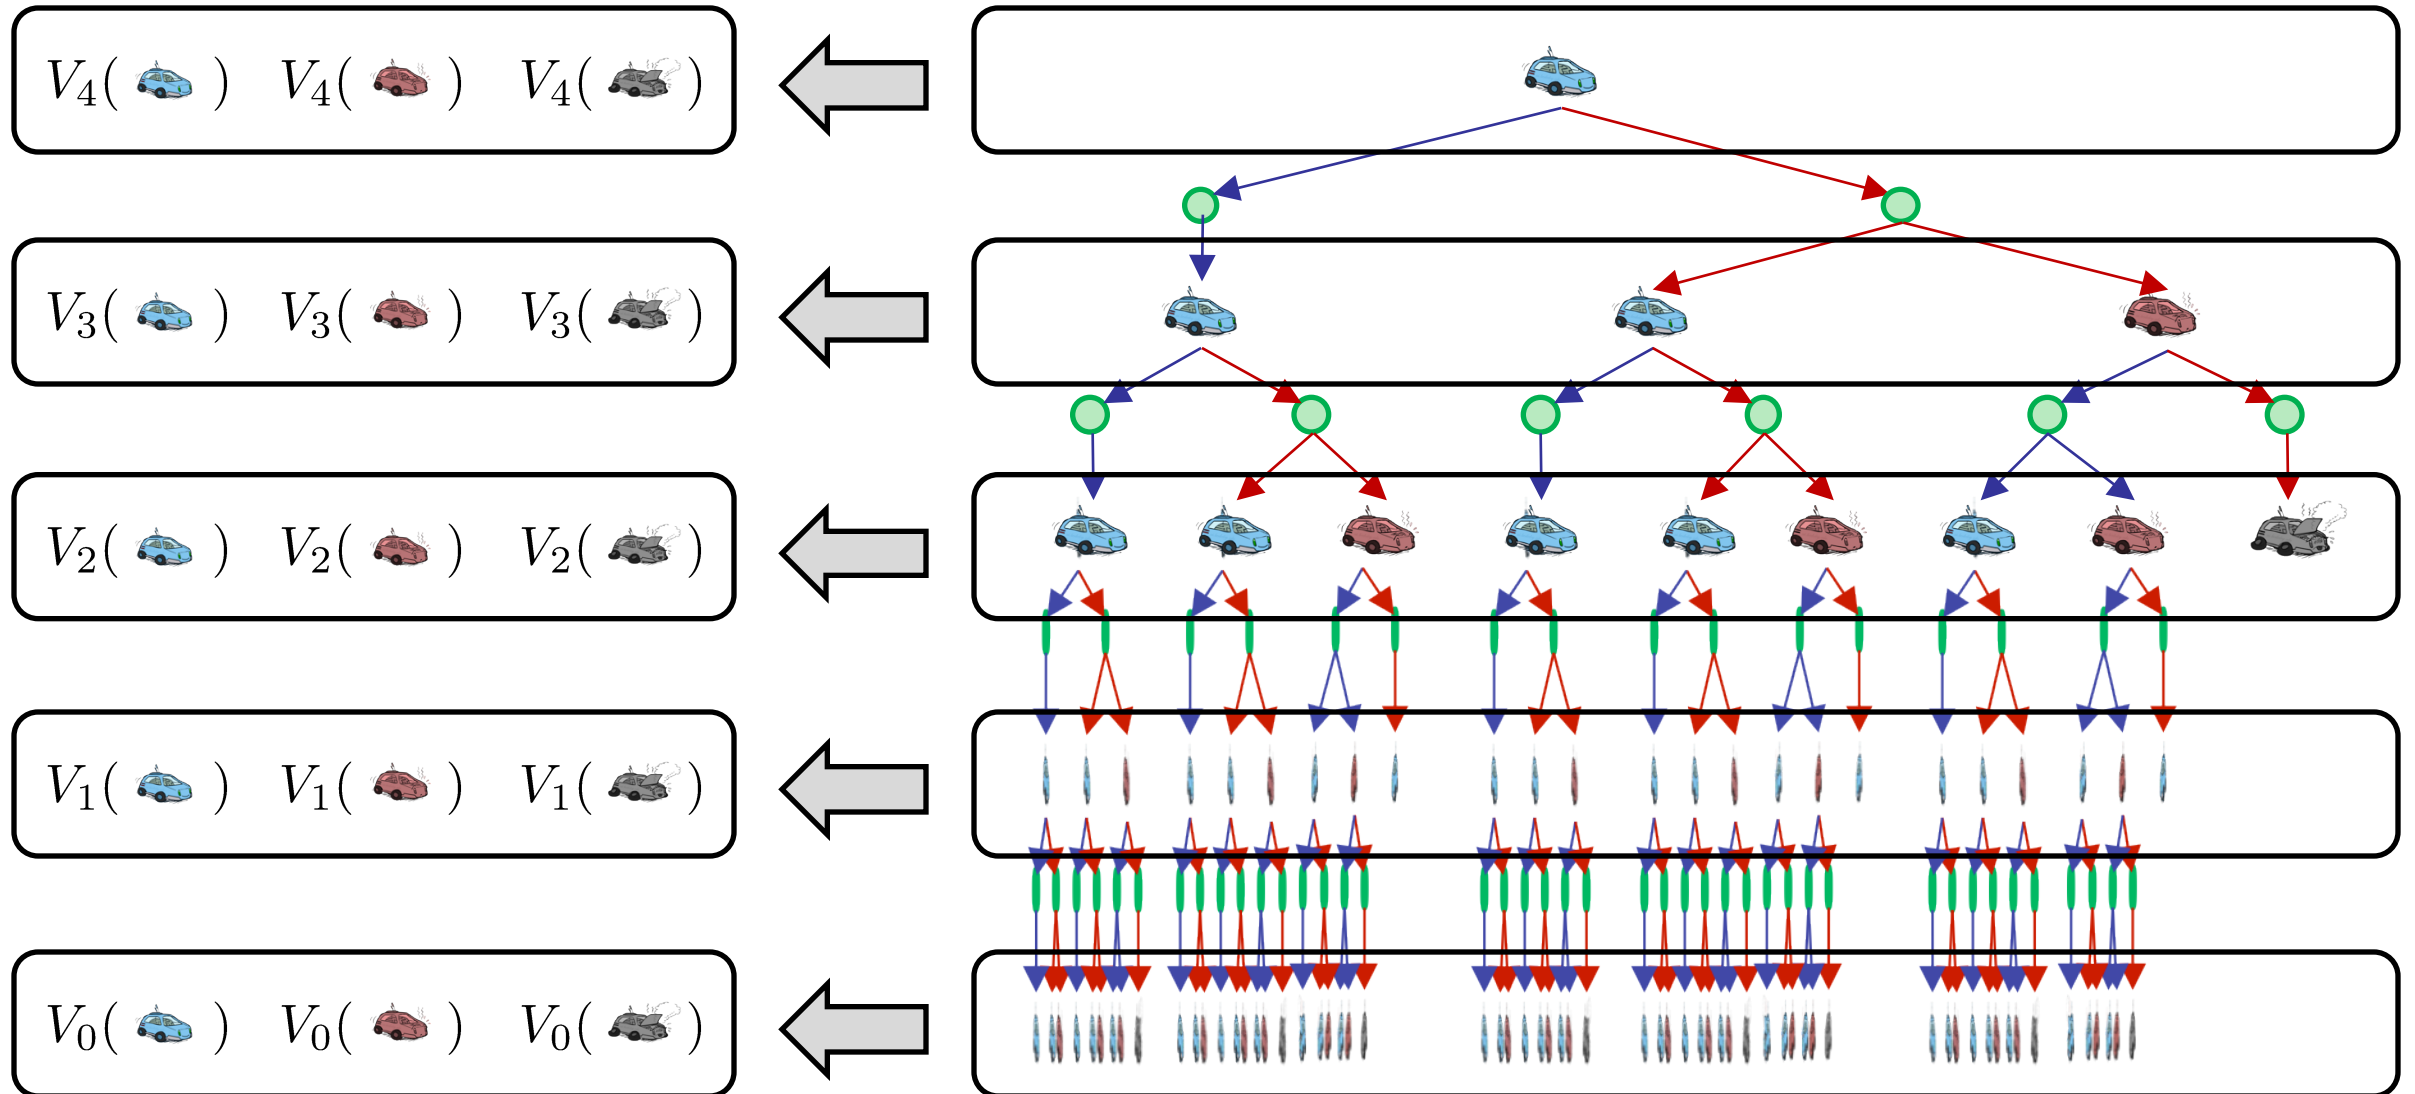 V₄( ) V₄( ) V₄( )
V₃( ) V₃( ) V₃( )
V₂( ) V₂( ) V₂( )
V₁( ) V₁( ) V₁( )
V₀( ) V₀( ) V₀( )